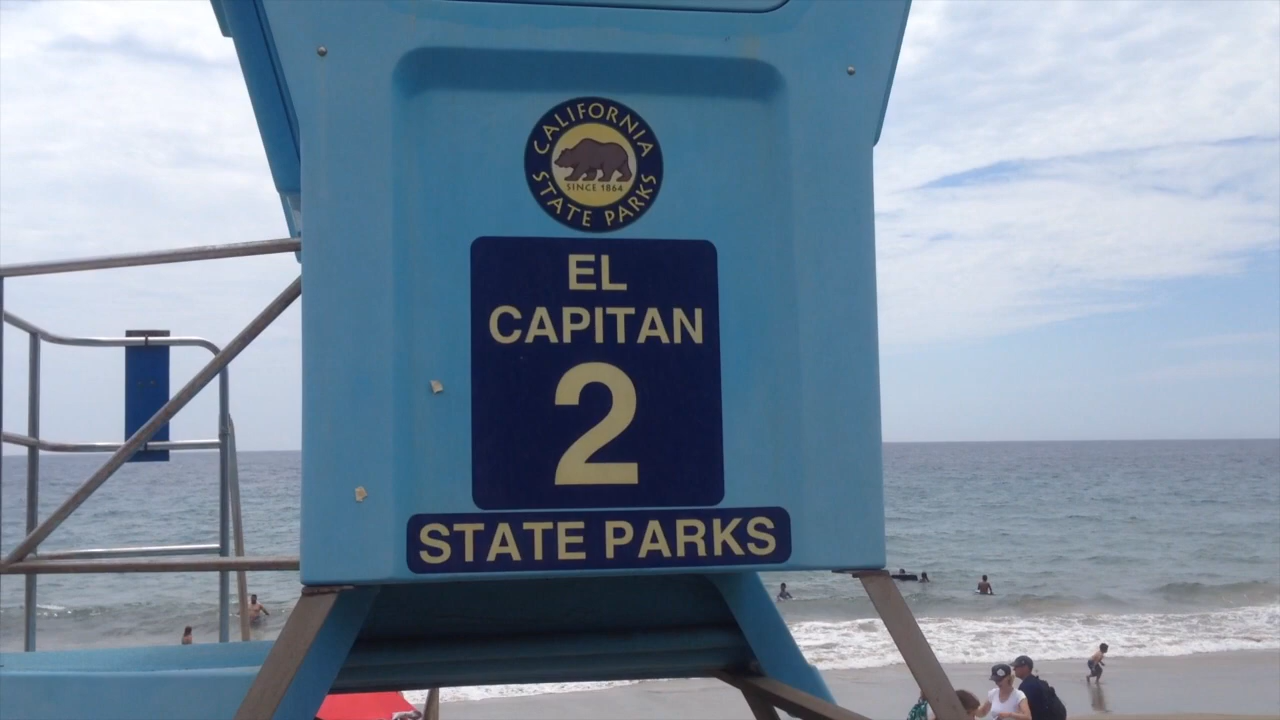 CALIFORNIA
SINCE 1864
STATE PARKS
EL
CAPITAN
2
STATE PARKS